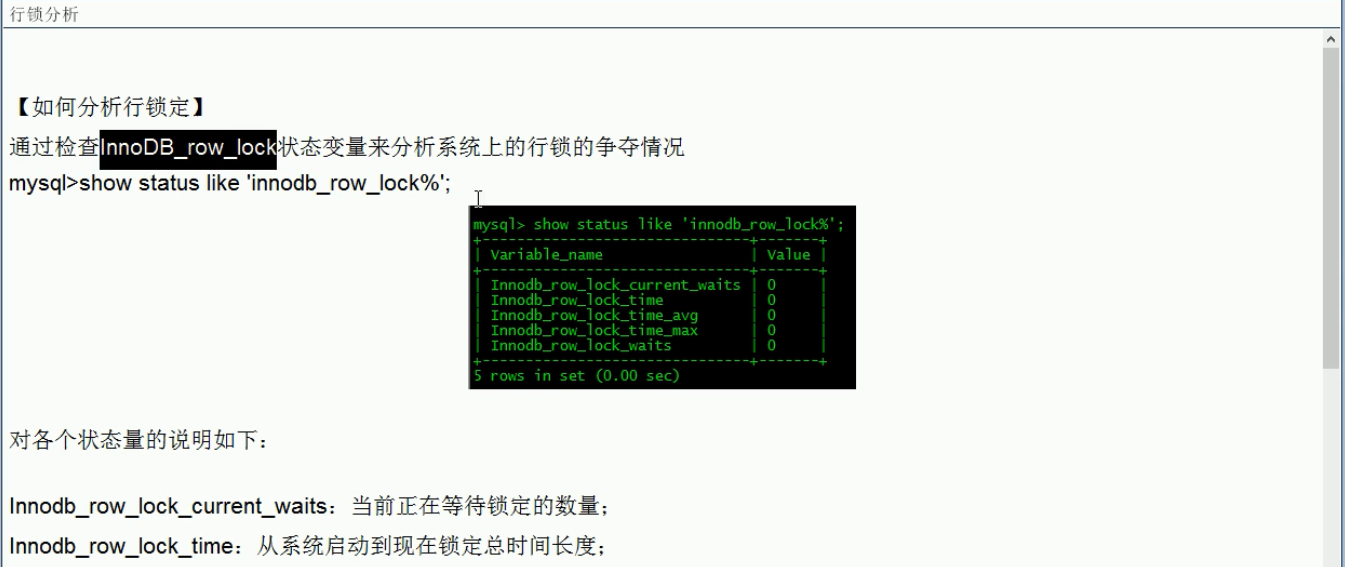 行锁分析
【如何分析行锁定】
通过检查InnoDB_row_lock状态变量来分析系统上的行锁的争夺情况
mysql>show status like 'innodb_row_lock%';
mysql> show status like 'innodb_row_lock%';
+-------------------------------+-------+
| Variable_name | Value |
+-------------------------------+-------+
| Innodb_row_lock_current_waits | 0 |
| Innodb_row_lock_time | 0 |
| Innodb_row_lock_time_avg | 0 |
| Innodb_row_lock_time_max | 0 |
| Innodb_row_lock_waits | 0 |
+-------------------------------+-------+
5 rows in set (0.00 sec)
对各个状态量的说明如下：
Innodb_row_lock_current_waits：当前正在等待锁定的数量；
Innodb_row_lock_time：从系统启动到现在锁定总时间长度；